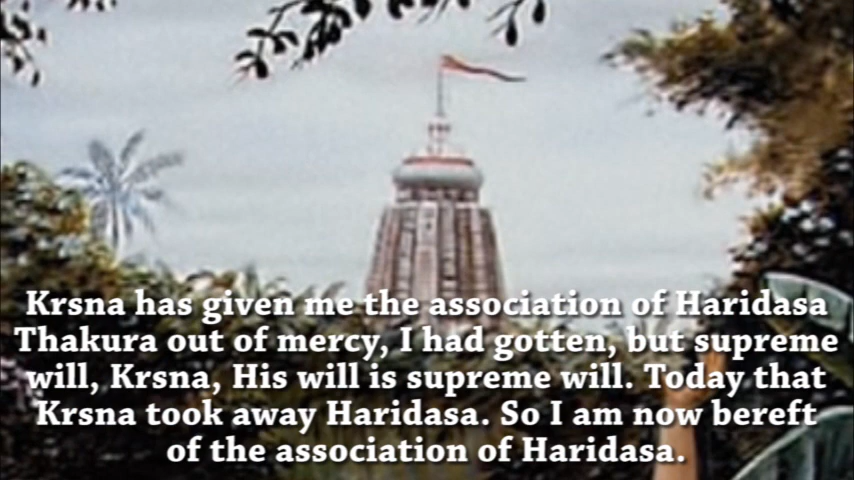 Krsna has given me the association of Haridasa
Thakura out of mercy, I had gotten, but supreme
will, Krsna, His will is supreme will. Today that
Krsna took away Haridasa. So I am now bereft
of the association of Haridasa.